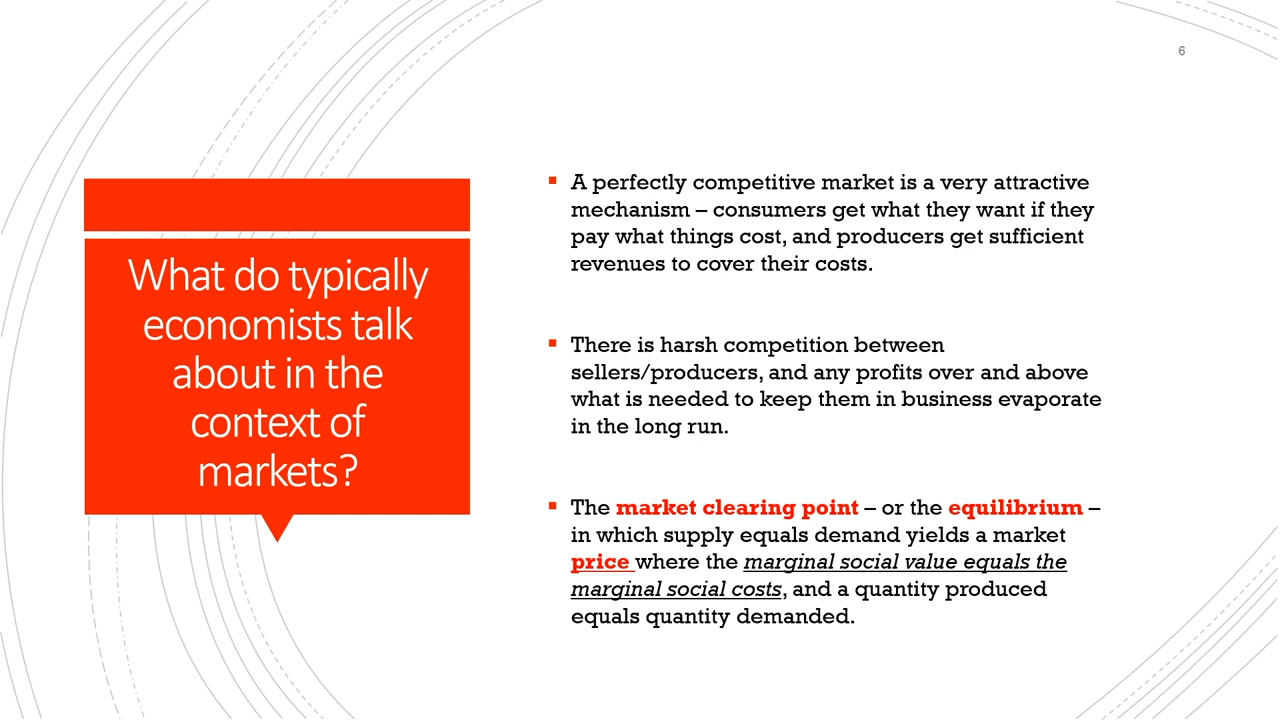 6
What do typically
economists talk
about in the
context of
markets?
▪ A perfectly competitive market is a very attractive
mechanism – consumers get what they want if they
pay what things cost, and producers get sufficient
revenues to cover their costs.
▪ There is harsh competition between
sellers/producers, and any profits over and above
what is needed to keep them in business evaporate
in the long run.
▪ The market clearing point – or the equilibrium –
in which supply equals demand yields a market
price where the marginal social value equals the
marginal social costs, and a quantity produced
equals quantity demanded.